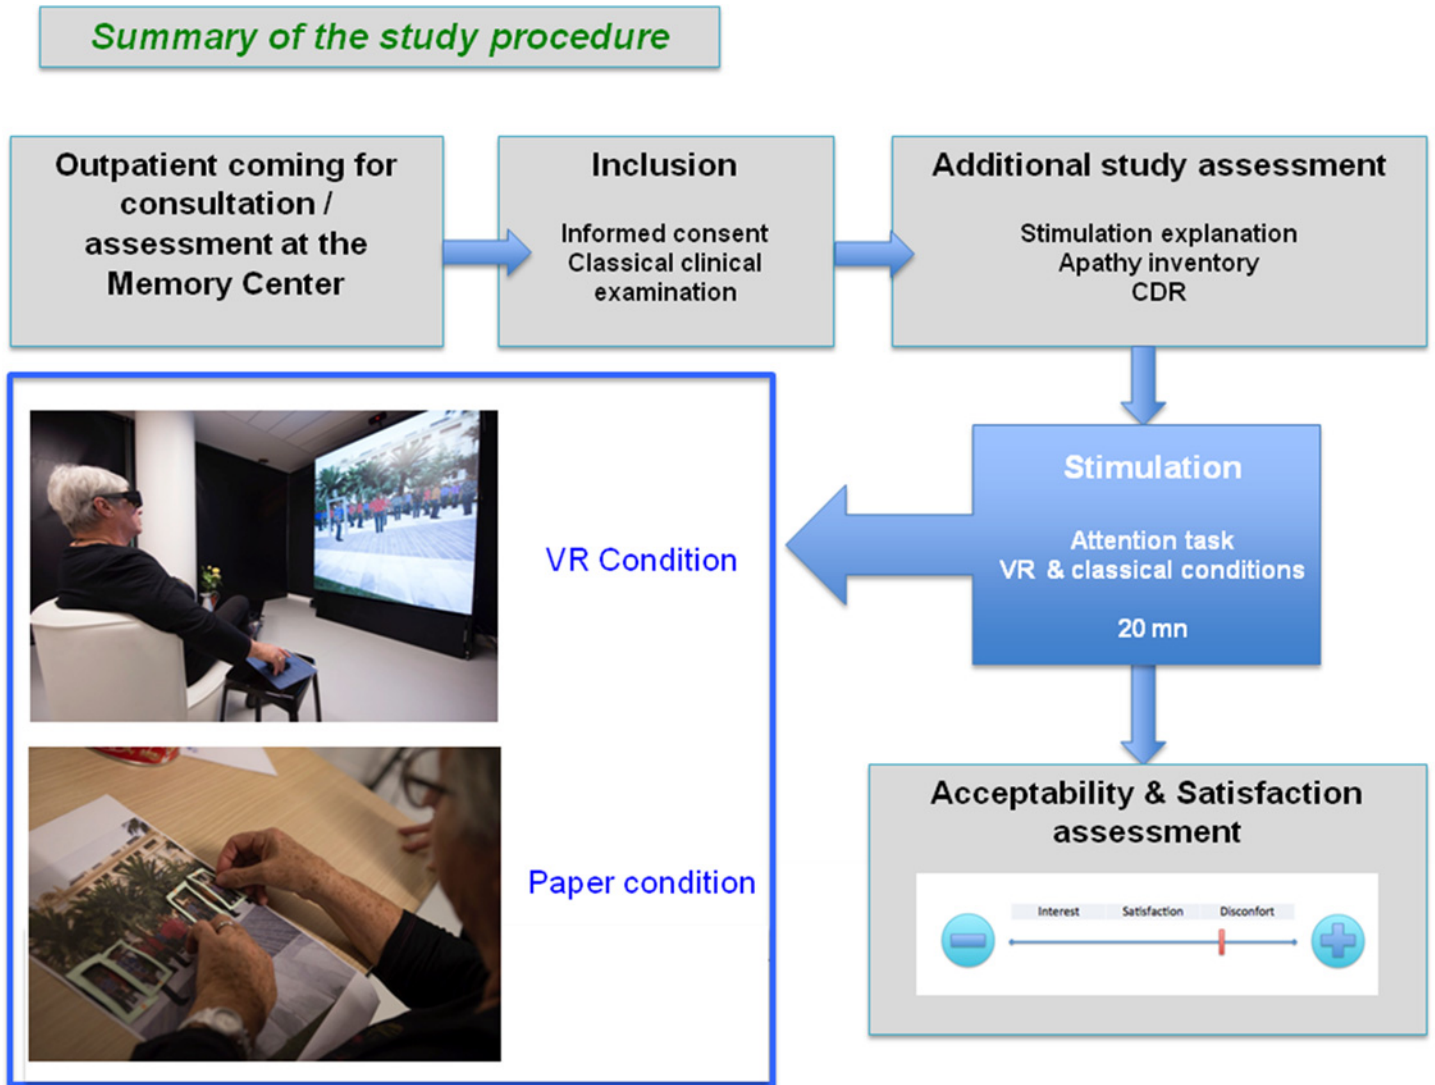 Summary of the study procedure
Outpatient coming for
consultation /
assessment at the
Memory Center
Inclusion
Informed consent
Classical clinical
examination
Additional study assessment
Stimulation explanation
Apathy inventory
CDR
Stimulation
Attention task
VR & classical conditions
20 mn
VR Condition
Paper condition
Acceptability & Satisfaction
assessment
Interest Satisfaction Disconfort